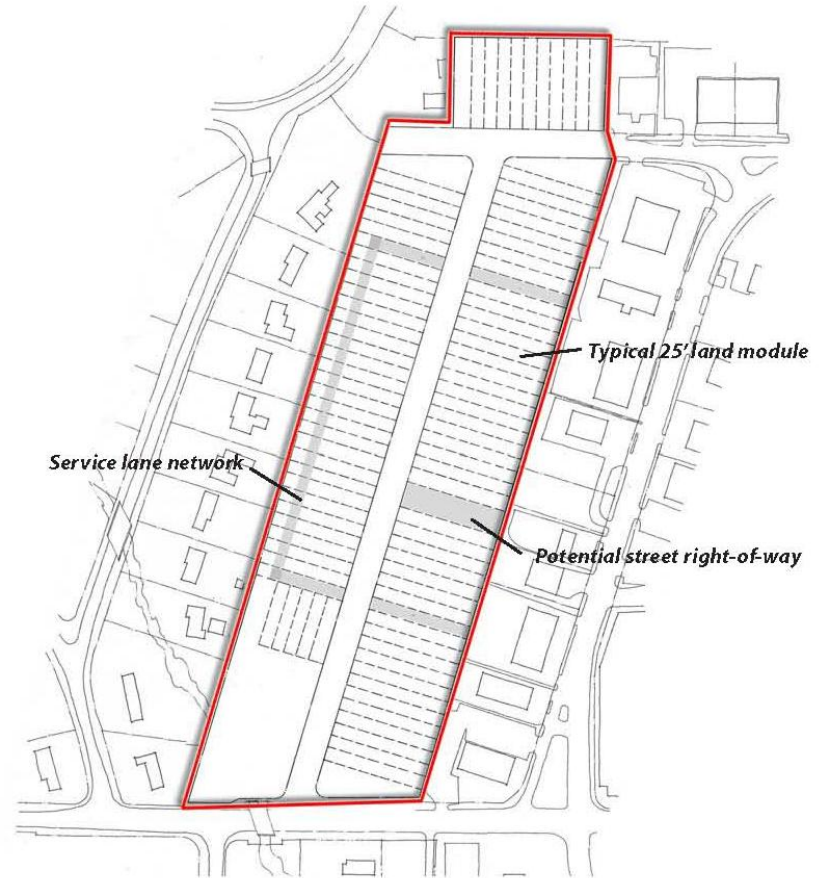 Typical 25' land module
Service lane network
Potential street right-of-way